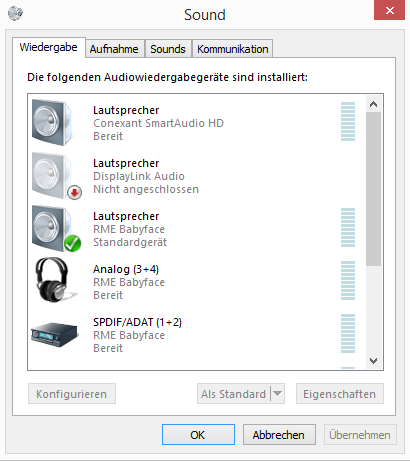 Sound
Wiedergabe Aufnahme Sounds Kommunikation
Die folgenden Audiowiedergabegeräte sind installiert:
Lautsprecher
Conexant SmartAudio HD
Bereit
Lautsprecher
DisplayLink Audio
Nicht angeschlossen
Lautsprecher
RME Babyface
Standardgerät
Analog (3+4)
RME Babyface
Bereit
SPDIF/ADAT (1+2)
RME Babyface
Bereit
Konfigurieren Als Standard Eigenschaften
OK Abbrechen Übernehmen